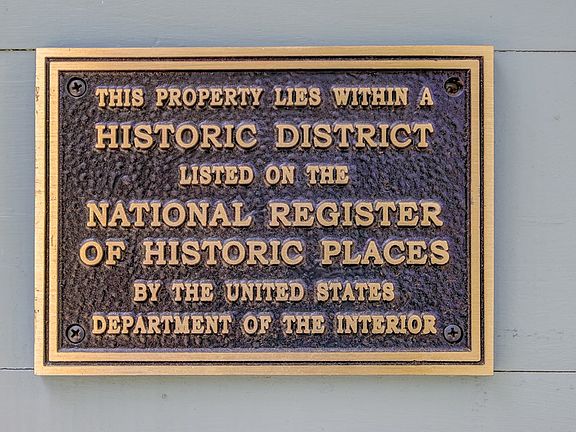 THIS PROPERTY LIES WITHIN A
HISTORIC DISTRICT
LISTED ON THE
NATIONAL REGISTER
OF HISTORIC PLACES
BY THE UNITED STATES
DEPARTMENT OF THE INTERIOR